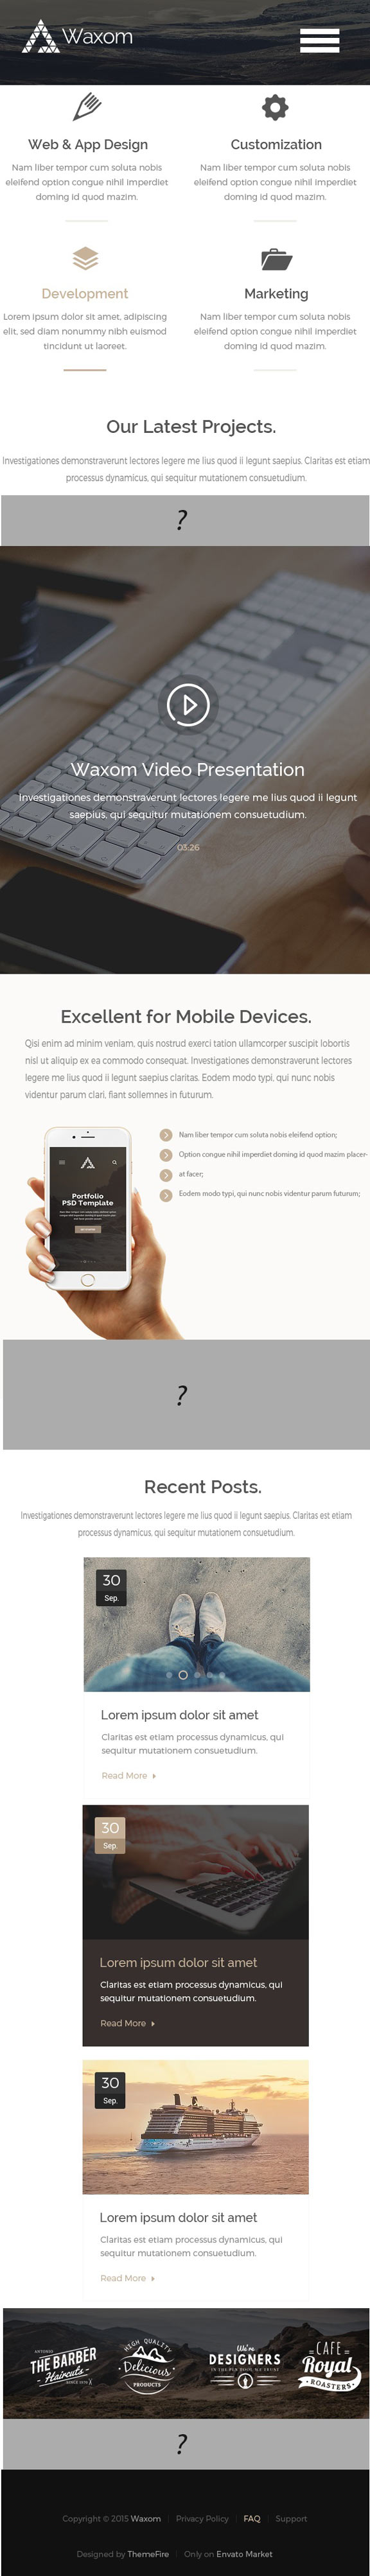 Waxom
Web & App Design
Nam liber tempor cum soluta nobis
eleifend option congue nihil imperdiet
doming id quod mazim.
Customization
Nam liber tempor cum soluta nobis
eleifend option congue nihil imperdiet
doming id quod mazim.
Development
Lorem ipsum dolor sit amet, adipiscing
elit, sed diam nonummy nibh euismod
tincidunt ut laoreet.
Marketing
Nam liber tempor cum soluta nobis
eleifend option congue nihil imperdiet
doming id quod mazim.
Our Latest Projects.
Investigationes demonstraverunt lectores legere me lius quod ii legunt saepius. Claritas est etiam
processus dynamicus, qui sequitur mutationem consuetudium.
?
Waxom Video Presentation
Investigationes demonstraverunt lectores legere me lius quod ii legunt
saepius, qui sequitur mutationem consuetudium.
03:26
Excellent for Mobile Devices.
Qisi enim ad minim veniam, quis nostrud exerci tation ullamcorper suscipit lobortis
nisl ut aliquip ex ea commodo consequat. Investigationes demonstraverunt lectores
legere me lius quod ii legunt saepius claritas. Eodem modo typi, qui nunc nobis
videntur parum clari, fiant sollemnes in futurum.
Portfolio
PSD Template
Nam liber tempor cum soluta nobis eleifend option;
Option congue nihil imperdiet doming id quod mazim placer-
at facer;
Eodem modo typi, qui nunc nobis videntur parum futurum;
?
Recent Posts.
Investigationes demonstraverunt lectores legere me lius quod ii legunt saepius. Claritas est etiam
processus dynamicus, qui sequitur mutationem consuetudium.
30
Sep.
Lorem ipsum dolor sit amet
Claritas est etiam processus dynamicus, qui
sequitur mutationem consuetudium.
Read More
30
Sep.
Lorem ipsum dolor sit amet
Claritas est etiam processus dynamicus, qui
sequitur mutationem consuetudium.
Read More
30
Sep.
Lorem ipsum dolor sit amet
Claritas est etiam processus dynamicus, qui
sequitur mutationem consuetudium.
Read More
ANTONIO
THE BARBER
Haircuts
HIGH QUALITY
Delicious
PRODUCTS
We're
DESIGNERS
IN THE PEN TOOL WE TRUST
CAFE
Royal
ROASTERS
?
Copyright © 2015 Waxom | Privacy Policy | FAQ | Support
Designed by ThemeFire | Only on Envato Market